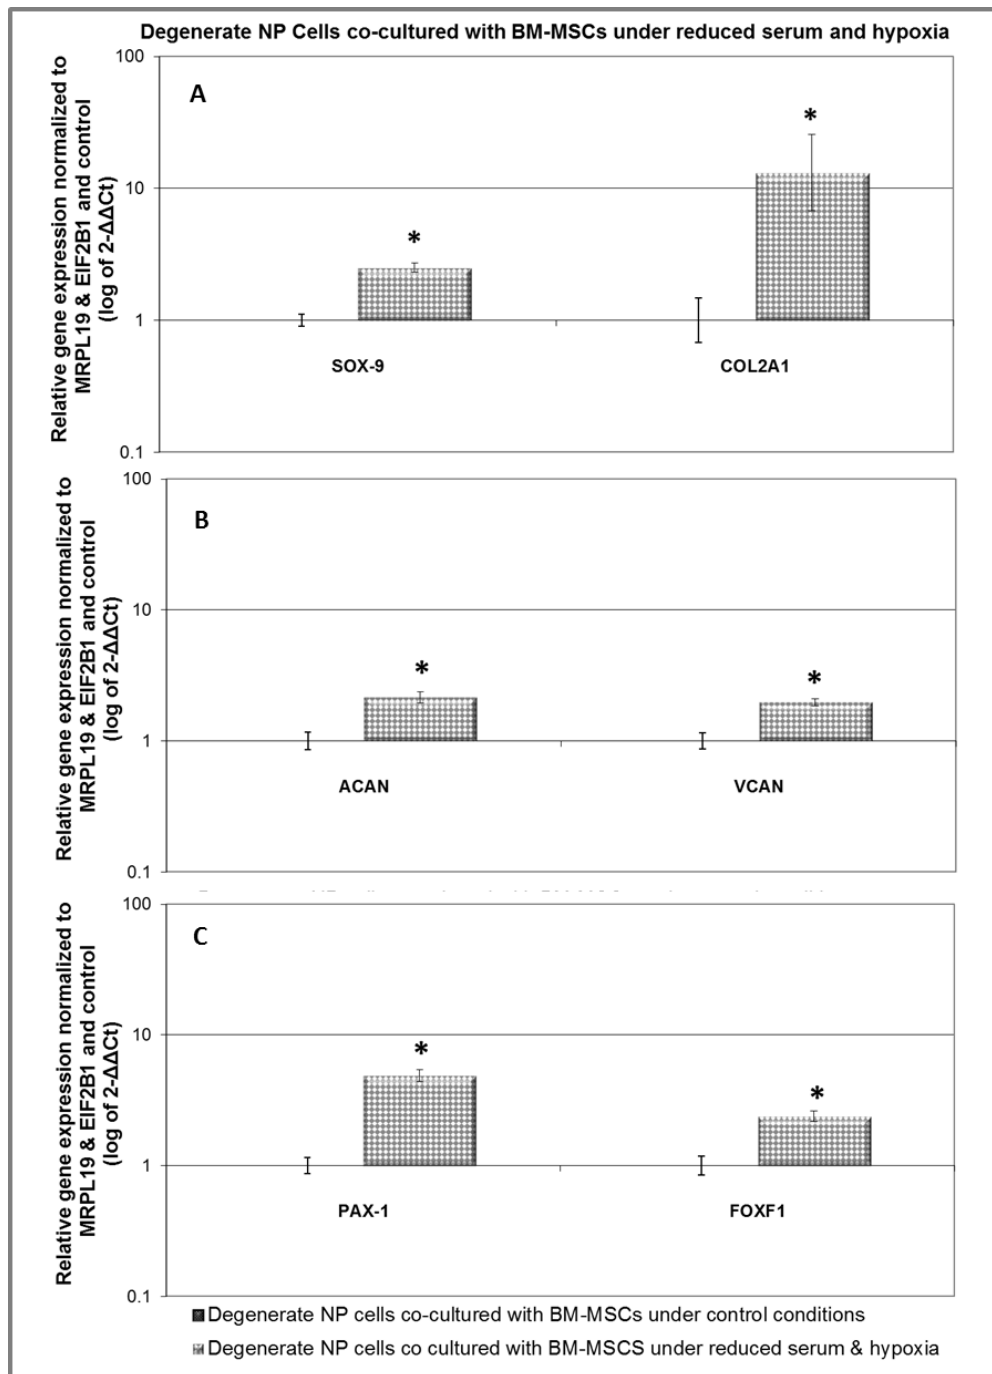 Degenerate NP Cells co-cultured with BM-MSCs under reduced serum and hypoxia
Relative gene expression normalized to
MRPL19 & EIF2B1 and control
(log of 2-ΔΔCt)
100
10
1
0.1
A
*
*
SOX-9
COL2A1
Relative gene expression normalized to
MRPL19 & EIF2B1 and control
(log of 2-ΔΔCt)
100
10
1
0.1
B
*
*
ACAN
VCAN
Relative gene expression normalized to
MRPL19 & EIF2B1 and control
(log of 2-ΔΔCt)
100
10
1
0.1
C
*
*
PAX-1
FOXF1
Degenerate NP cells co-cultured with BM-MSCs under control conditions
Degenerate NP cells co cultured with BM-MSCS under reduced serum & hypoxia